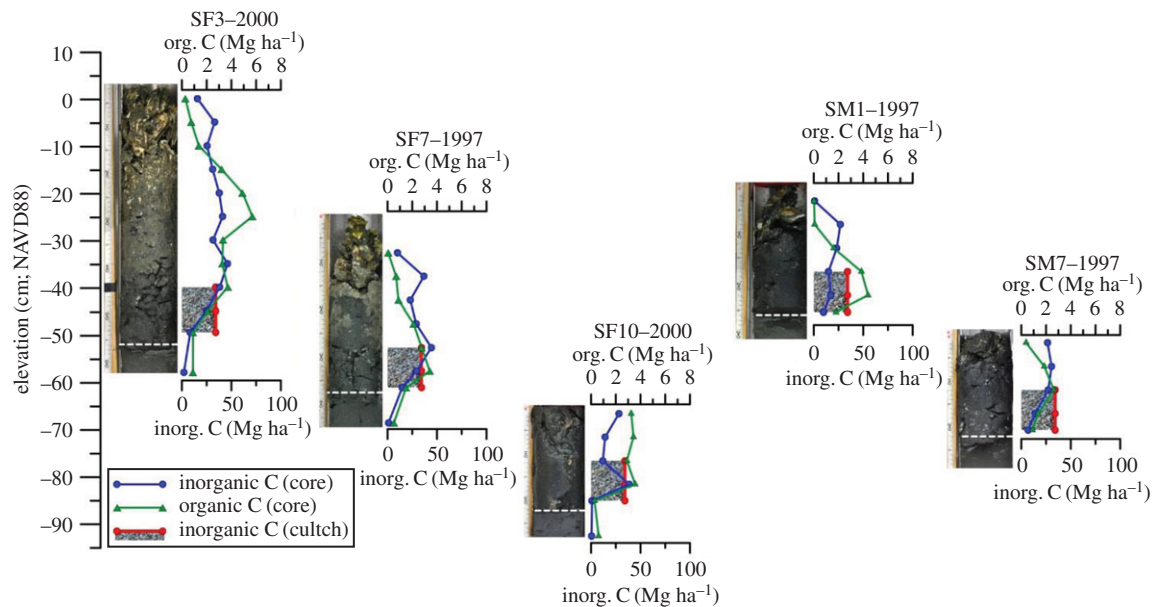 SF3–2000
org. C (Mg ha⁻¹)
0 2 4 6 8
10
0
–10
–20
–30
–40
–50
–60
–70
–80
–90
elevation (cm; NAVD88)
0 50 100
inorg. C (Mg ha⁻¹)
SF7–1997
org. C (Mg ha⁻¹)
0 2 4 6 8
0 50 100
inorg. C (Mg ha⁻¹)
SF10–2000
org. C (Mg ha⁻¹)
0 2 4 6 8
0 50 100
inorg. C (Mg ha⁻¹)
SM1–1997
org. C (Mg ha⁻¹)
0 2 4 6 8
0 50 100
inorg. C (Mg ha⁻¹)
SM7–1997
org. C (Mg ha⁻¹)
0 2 4 6 8
0 50 100
inorg. C (Mg ha⁻¹)
inorganic C (core)
organic C (core)
inorganic C (cultch)